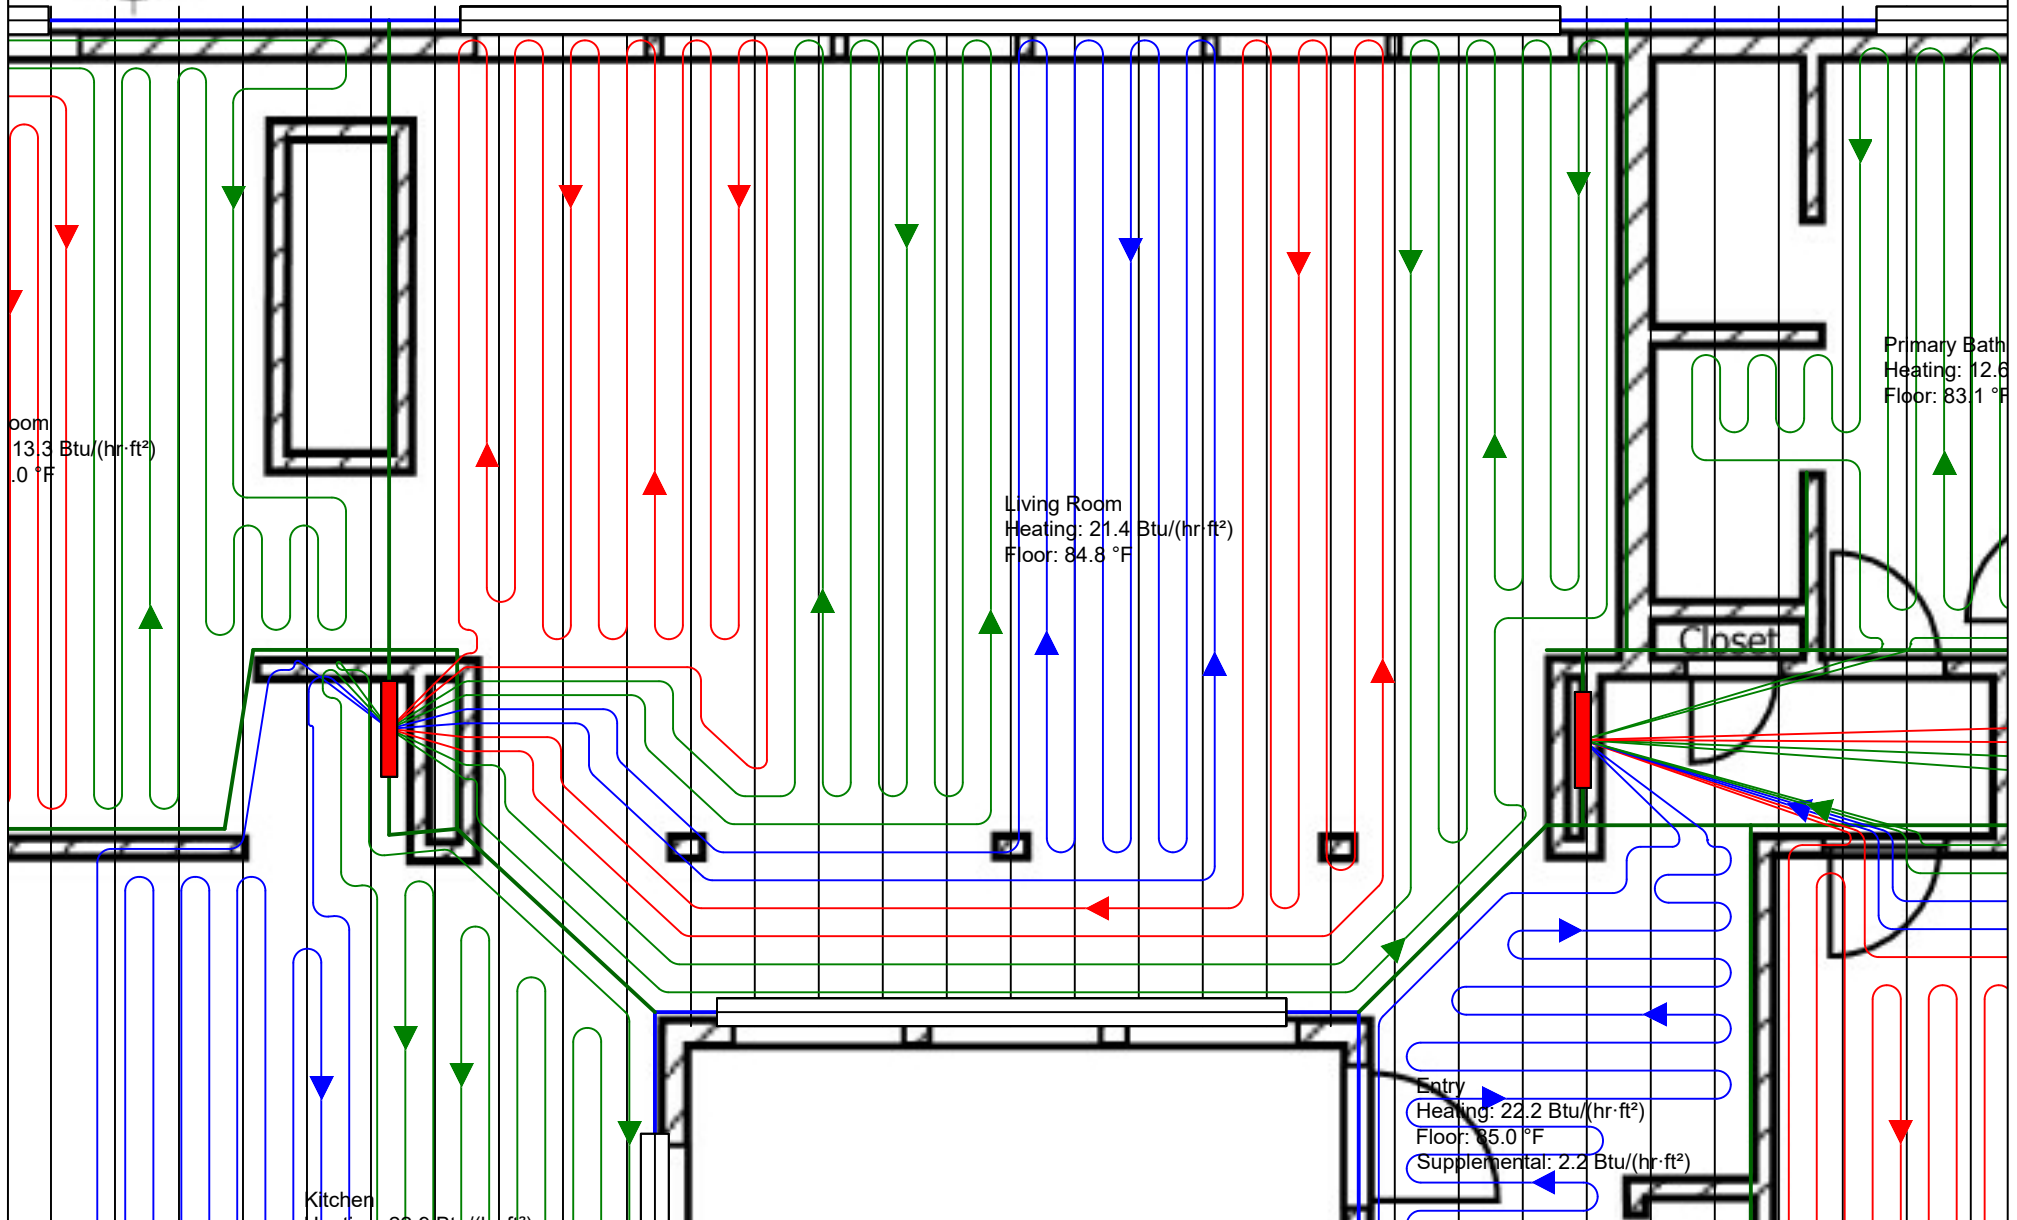 Primary Bath
Heating: 12.6
Floor: 83.1 °F
oom
13.3 Btu/(hr·ft²)
.0 °F
Living Room
Heating: 21.4 Btu/(hr·ft²)
Floor: 84.8 °F
Closet
Entry
Heating: 22.2 Btu/(hr·ft²)
Floor: 85.0 °F
Supplemental: 2.2 Btu/(hr·ft²)
Kitchen